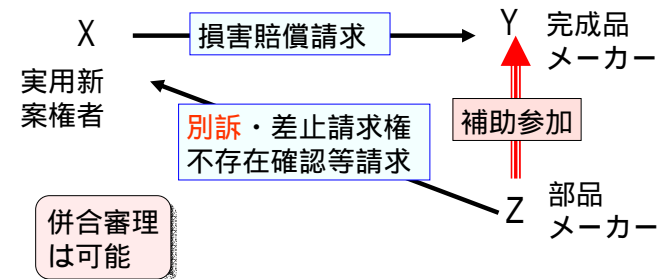 X
実用新
案権者
損害賠償請求
Y
完成品
メーカー
別訴・差止請求権
不存在確認等請求
補助参加
Z
部品
メーカー
併合審理
は可能